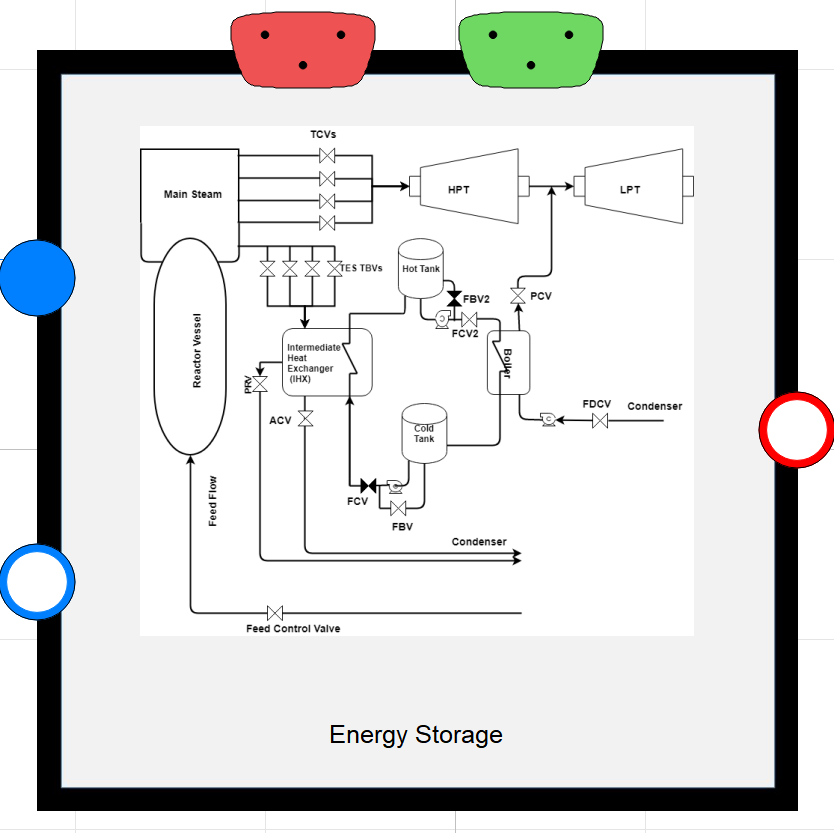 TCVs
Main Steam
HPT
LPT
TES TBVs
Hot Tank
FBV2
PCV
FCV2
Reactor Vessel
Intermediate
Heat
Exchanger
(IHX)
Boiler
PRV
ACV
FDCV
Condenser
Cold
Tank
Feed Flow
FCV
FBV
Condenser
Feed Control Valve
Energy Storage
C
C
C